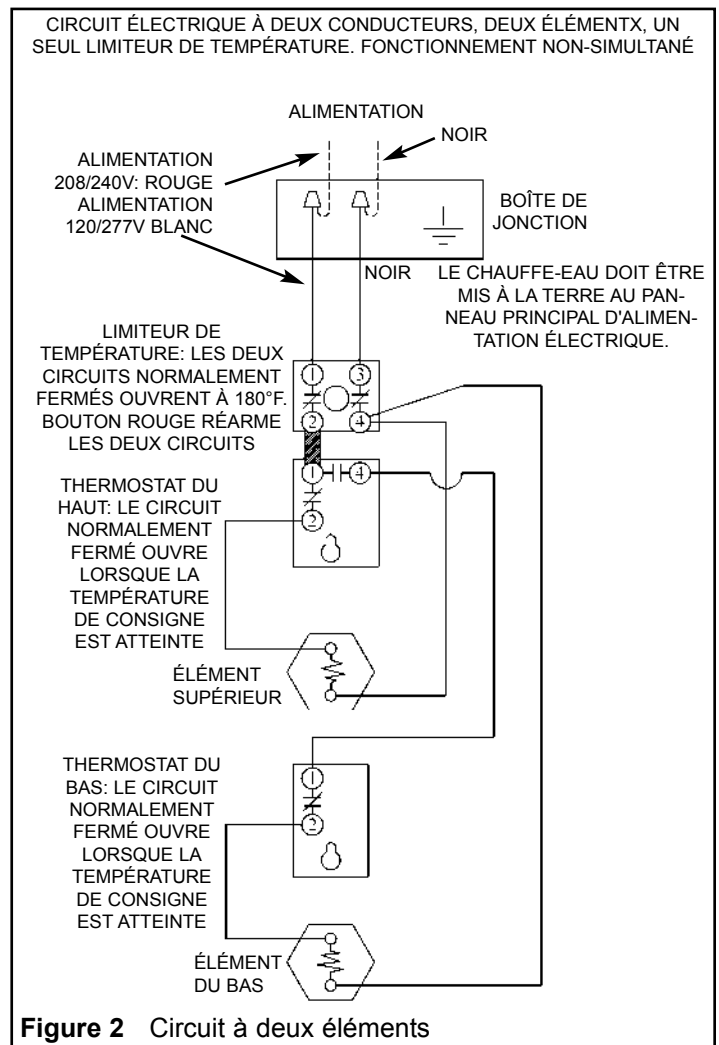 CIRCUIT ÉLECTRIQUE À DEUX CONDUCTEURS, DEUX ÉLÉMENTX, UN
SEUL LIMITEUR DE TEMPÉRATURE. FONCTIONNEMENT NON-SIMULTANÉ
ALIMENTATION
NOIR
ALIMENTATION
208/240V: ROUGE
ALIMENTATION
120/277V BLANC
BOÎTE DE
JONCTION
NOIR
LE CHAUFFE-EAU DOIT ÊTRE
MIS À LA TERRE AU PAN-
NEAU PRINCIPAL D'ALIMEN-
TATION ÉLECTRIQUE.
LIMITEUR DE
TEMPÉRATURE: LES DEUX
CIRCUITS NORMALEMENT
FERMÉS OUVRENT À 180°F.
BOUTON ROUGE RÉARME
LES DEUX CIRCUITS
1 3
2 4
1 4
2
THERMOSTAT DU
HAUT: LE CIRCUIT
NORMALEMENT
FERMÉ OUVRE
LORSQUE LA
TEMPÉRATURE
DE CONSIGNE
EST ATTEINTE
ÉLÉMENT
SUPÉRIEUR
THERMOSTAT DU
BAS: LE CIRCUIT
NORMALEMENT
FERMÉ OUVRE
LORSQUE LA
TEMPÉRATURE
DE CONSIGNE
EST ATTEINTE
1
2
ÉLÉMENT
DU BAS
Figure 2 Circuit à deux éléments